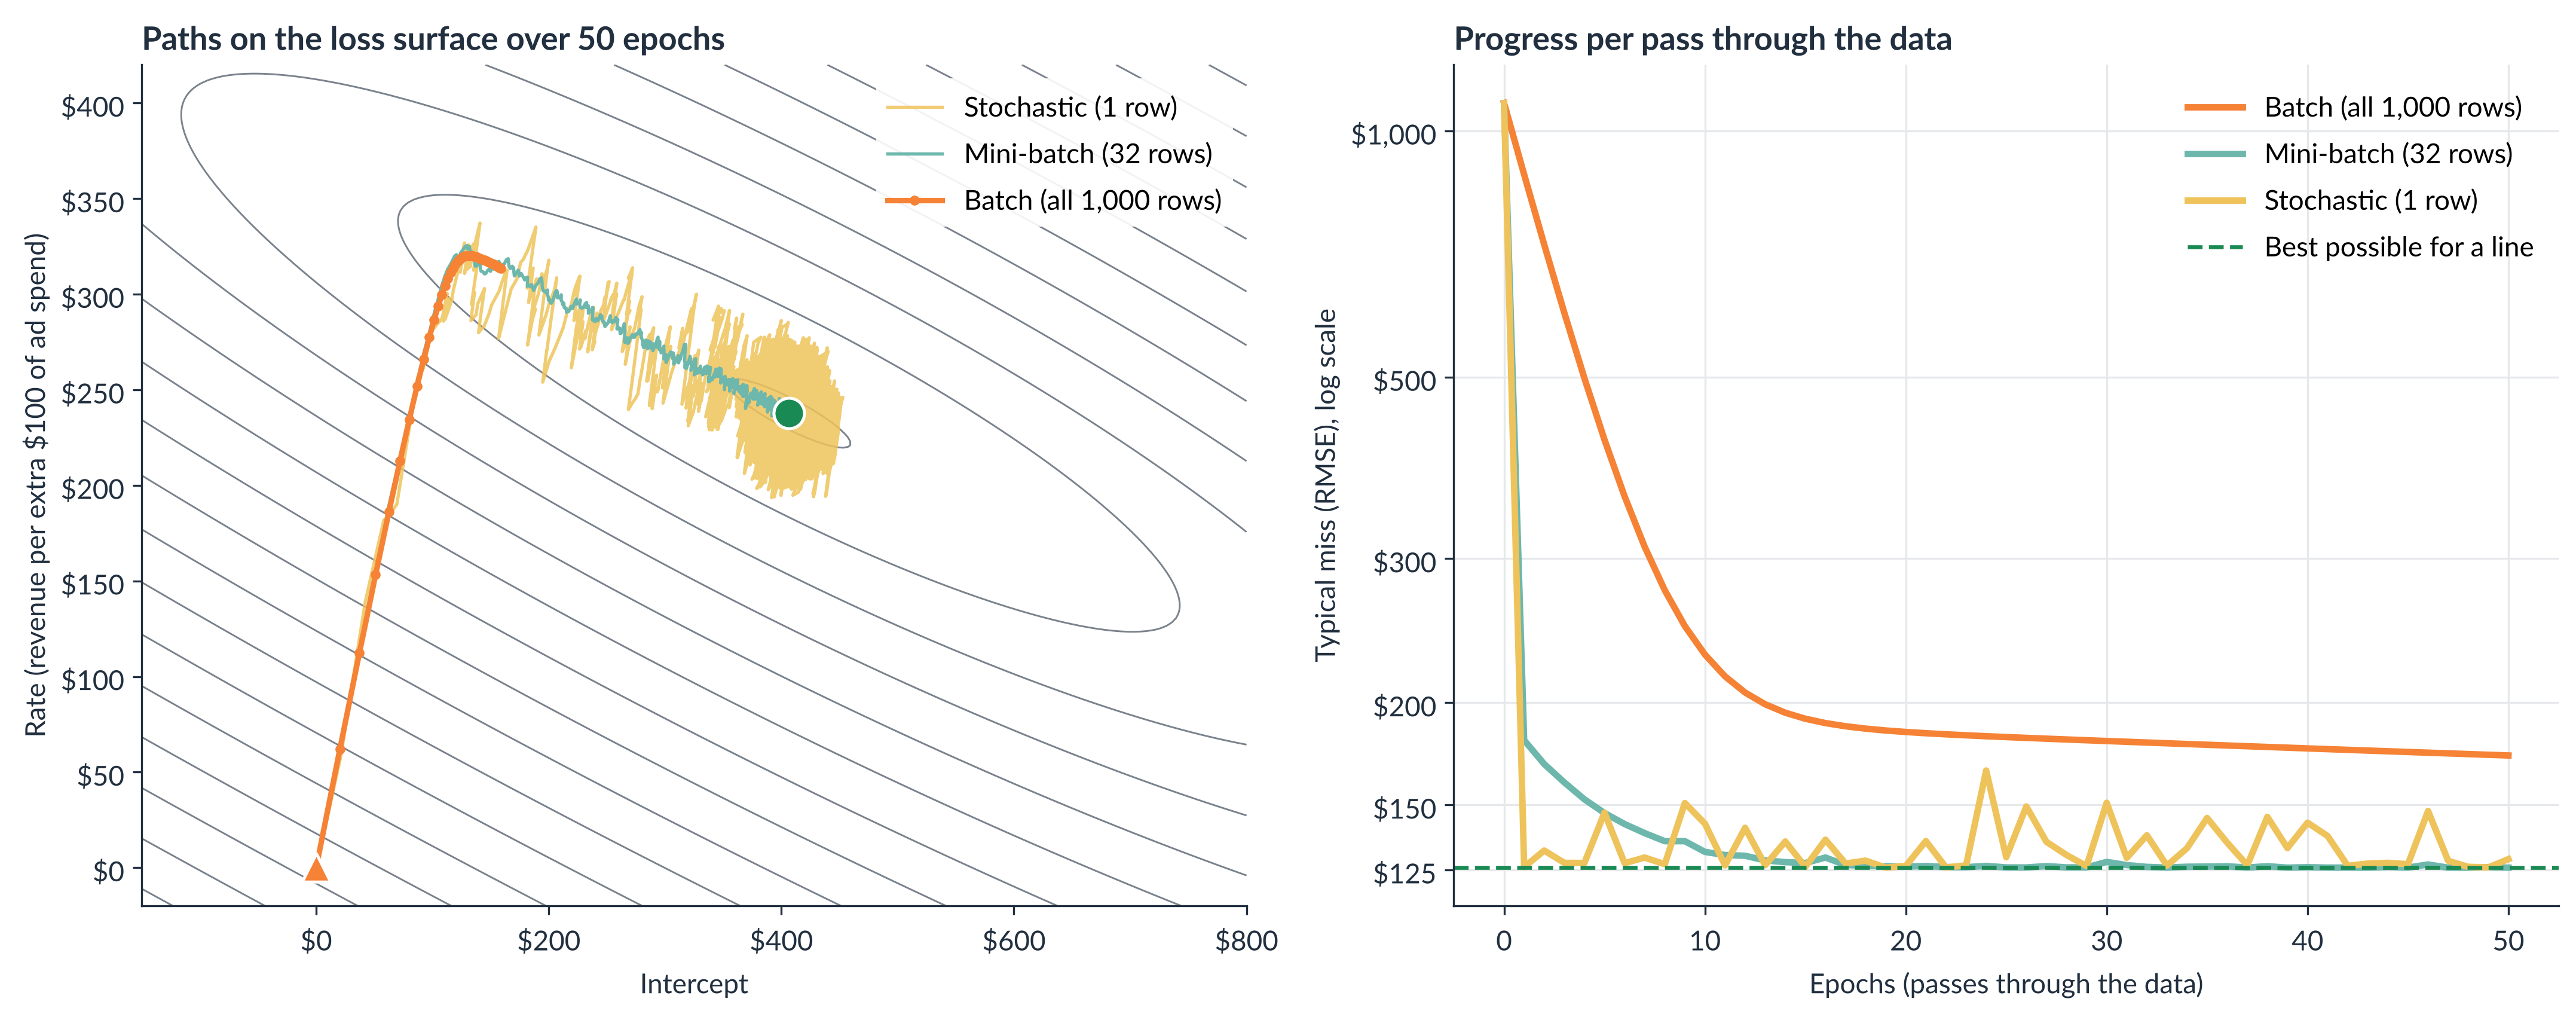 Paths on the loss surface over 50 epochs
Rate (revenue per extra $100 of ad spend)
$400
$350
$300
$250
$200
$150
$100
$50
$0
Stochastic (1 row)
Mini-batch (32 rows)
Batch (all 1,000 rows)
$0
$200
$400
$600
$800
Intercept
Progress per pass through the data
Typical miss (RMSE), log scale
$1,000
$500
$300
$200
$150
$125
Batch (all 1,000 rows)
Mini-batch (32 rows)
Stochastic (1 row)
Best possible for a line
0
10
20
30
40
50
Epochs (passes through the data)